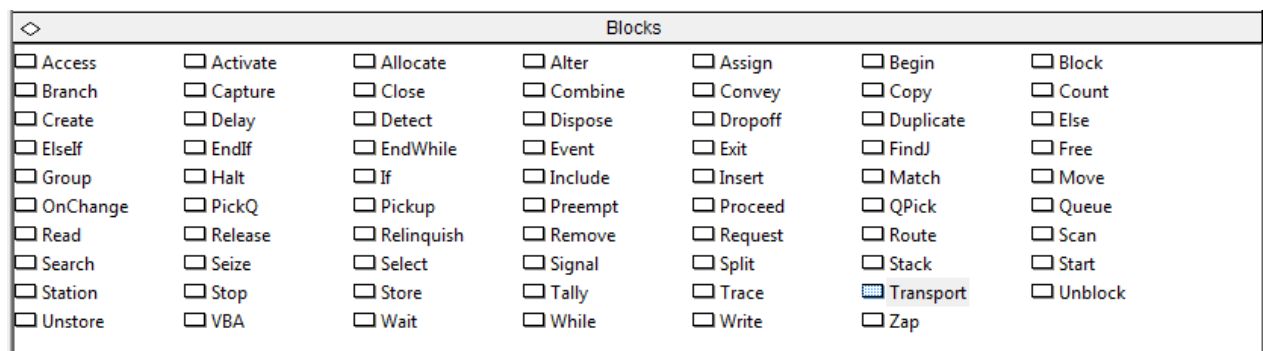 Blocks
Access Activate Allocate Alter Assign Begin Block
Branch Capture Close Combine Convey Copy Count
Create Delay Detect Dispose Dropoff Duplicate Else
ElseIf EndIf EndWhile Event Exit FindJ Free
Group Halt If Include Insert Match Move
OnChange PickQ Pickup Preempt Proceed QPick Queue
Read Release Relinquish Remove Request Route Scan
Search Seize Select Signal Split Stack Start
Station Stop Store Tally Trace Transport Unblock
Unstore VBA Wait While Write Zap